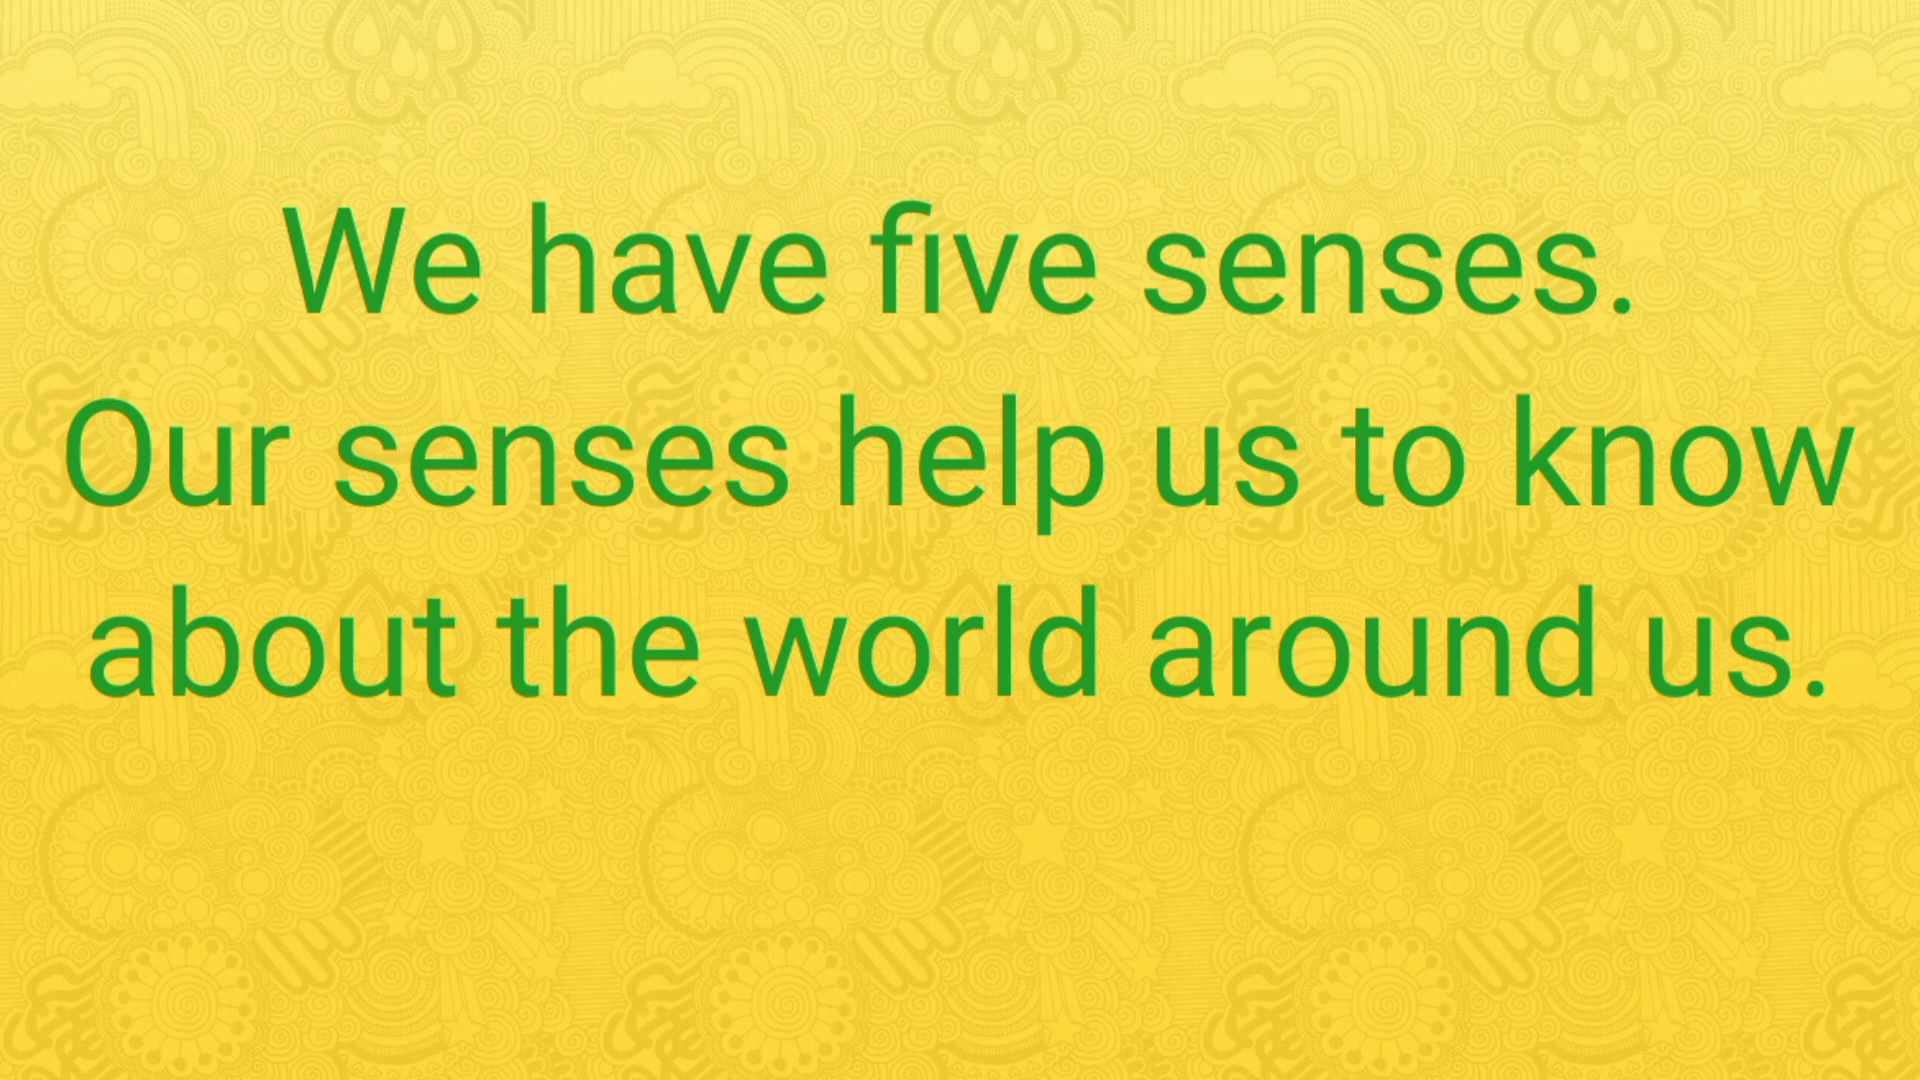 We have five senses.
Our senses help us to know
about the world around us.